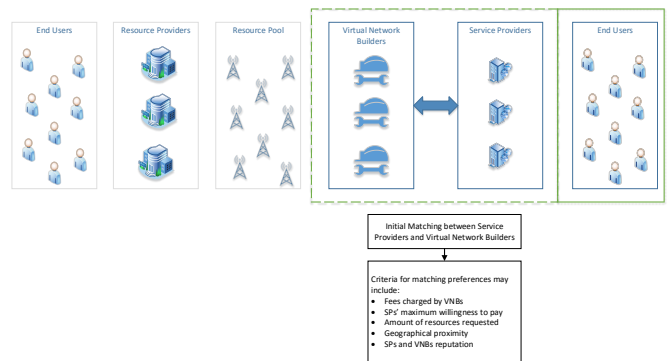 End Users
Resource Providers
Resource Pool
Virtual Network
Builders
Service Providers
End Users
Initial Matching between Service
Providers and Virtual Network Builders
Criteria for matching preferences may
include:
• Fees charged by VNBs
• SPs' maximum willingness to pay
• Amount of resources requested
• Geographical proximity
• SPs and VNBs reputation